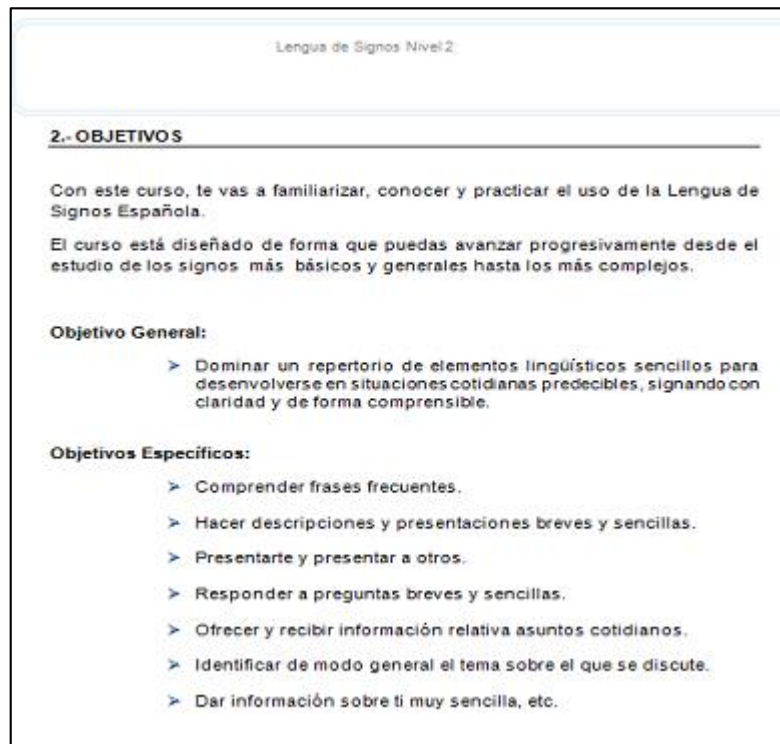 Lengua de Signos Nivel 2
2.- OBJETIVOS
Con este curso, te vas a familiarizar, conocer y practicar el uso de la Lengua de
Signos Española.
El curso está diseñado de forma que puedas avanzar progresivamente desde el
estudio de los signos más básicos y generales hasta los más complejos.
Objetivo General:
➢ Dominar un repertorio de elementos lingüísticos sencillos para
desenvolverse en situaciones cotidianas predecibles, signando con
claridad y de forma comprensible.
Objetivos Específicos:
➢ Comprender frases frecuentes.
➢ Hacer descripciones y presentaciones breves y sencillas.
➢ Presentarte y presentar a otros.
➢ Responder a preguntas breves y sencillas.
➢ Ofrecer y recibir información relativa asuntos cotidianos.
➢ Identificar de modo general el tema sobre el que se discute.
➢ Dar información sobre ti muy sencilla, etc.